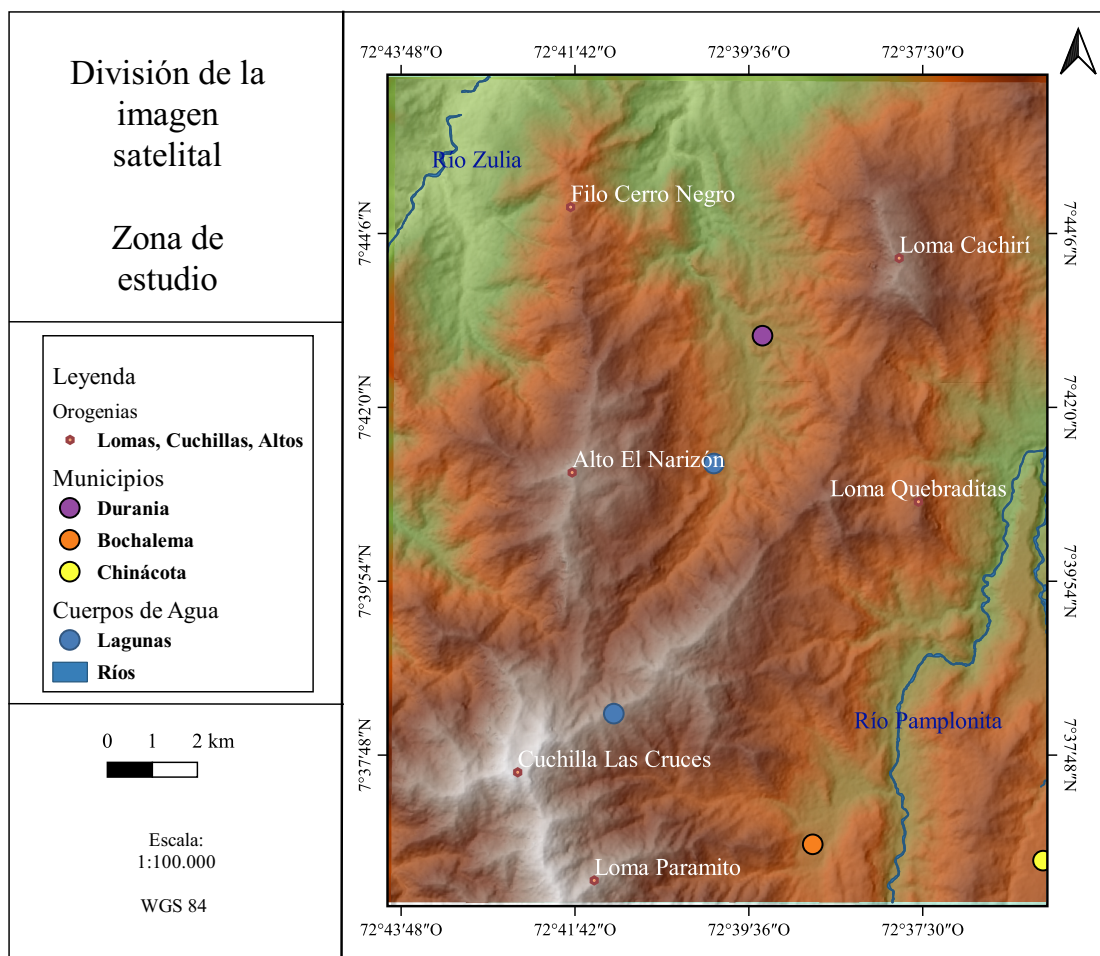 División de la
imagen
satelital
Zona de
estudio
Leyenda
Orogenias
Lomas, Cuchillas, Altos
Municipios
Durania
Bochalema
Chinácota
Cuerpos de Agua
Lagunas
Ríos
0 1 2 km
Escala:
1:100.000
WGS 84
72°43′48″O 72°41′42″O 72°39′36″O 72°37′30″O
7°44′6″N
7°42′0″N
7°39′54″N
7°37′48″N
Río Zulia
Filo Cerro Negro
Loma Cachirí
Alto El Narizón
Loma Quebraditas
Río Pamplonita
Cuchilla Las Cruces
Loma Paramito
7°44′6″N
7°42′0″N
7°39′54″N
7°37′48″N
72°43′48″O 72°41′42″O 72°39′36″O 72°37′30″O